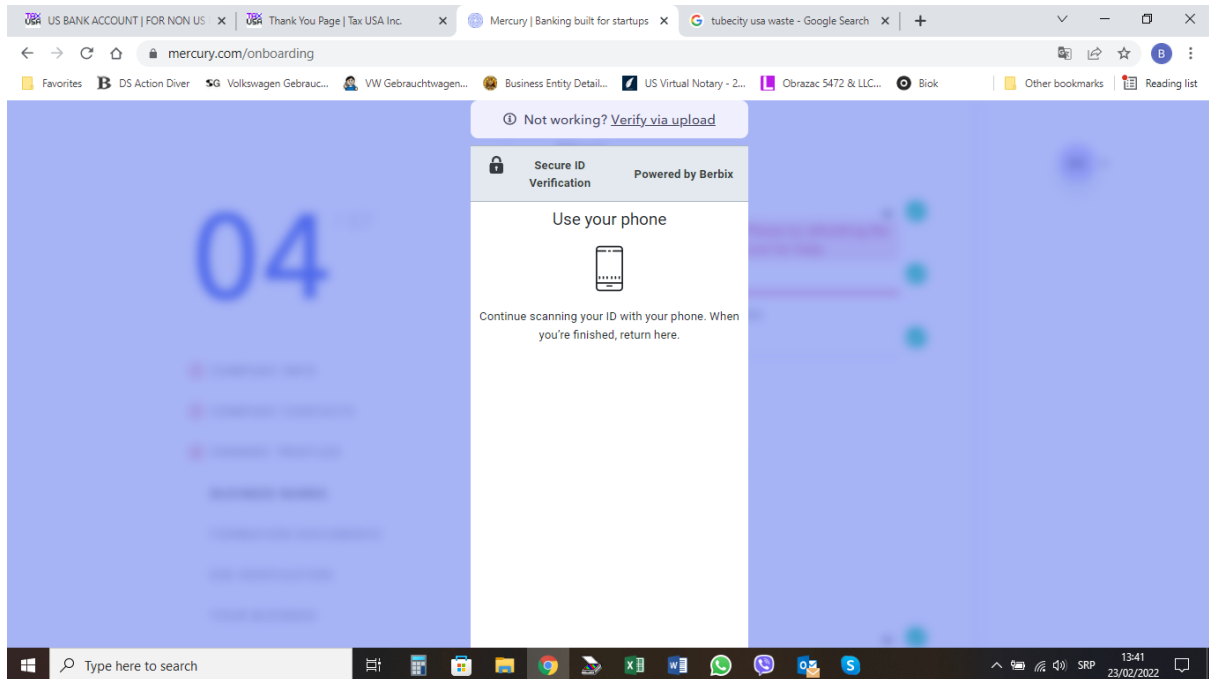 US BANK ACCOUNT | FOR NON US
Thank You Page | Tax USA Inc.
Mercury | Banking built for startups
tubecity usa waste - Google Search
mercury.com/onboarding
B
Favorites
DS Action Diver
Volkswagen Gebrauc...
VW Gebrauchtwagen...
Business Entity Detail...
US Virtual Notary - 2...
Obrazac 5472 & LLC...
Biok
Other bookmarks
Reading list
Not working? Verify via upload
Secure ID
Verification
Powered by Berbix
Use your phone
Continue scanning your ID with your phone. When
you're finished, return here.
04
Type here to search
SRP
13:41
23/02/2022